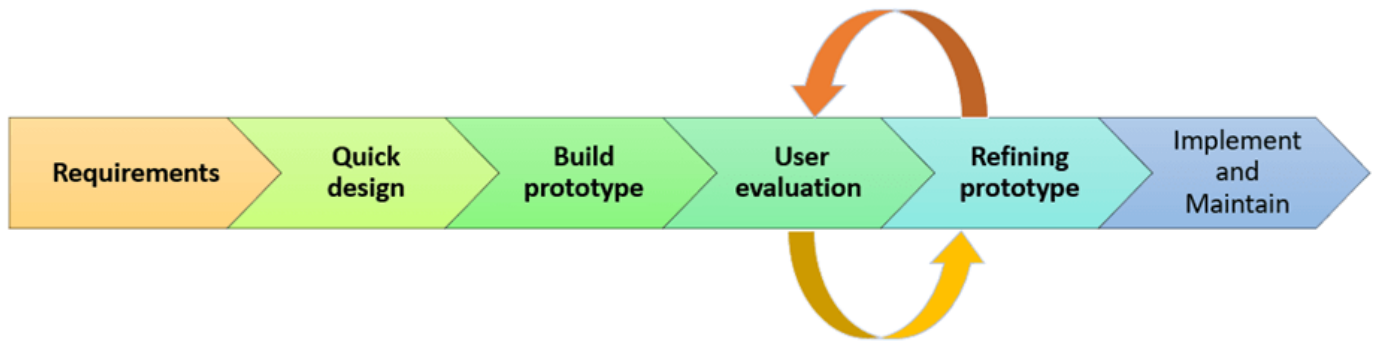 Requirements
Quick
design
Build
prototype
User
evaluation
Refining
prototype
Implement
and
Maintain